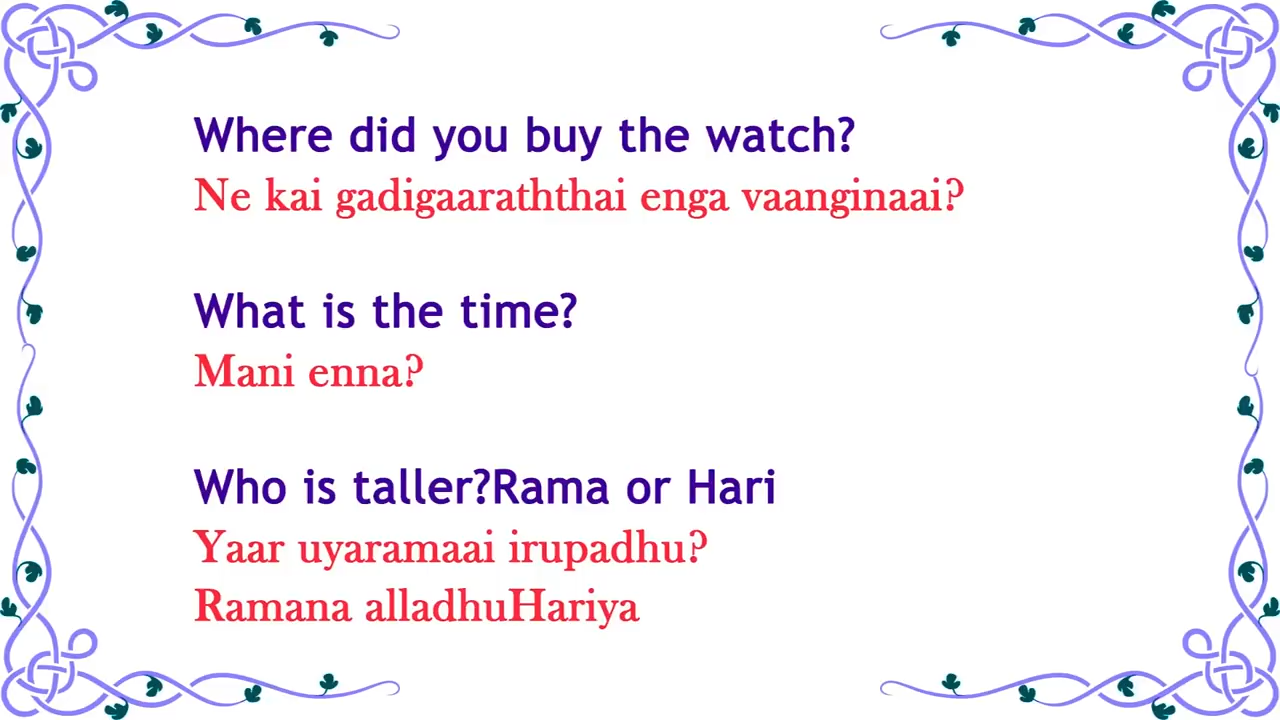 Where did you buy the watch?
Ne kai gadigaaraththai enga vaanginaai?
What is the time?
Mani enna?
Who is taller?Rama or Hari
Yaar uyaramaai irupadhu?
Ramana alladhuHariya